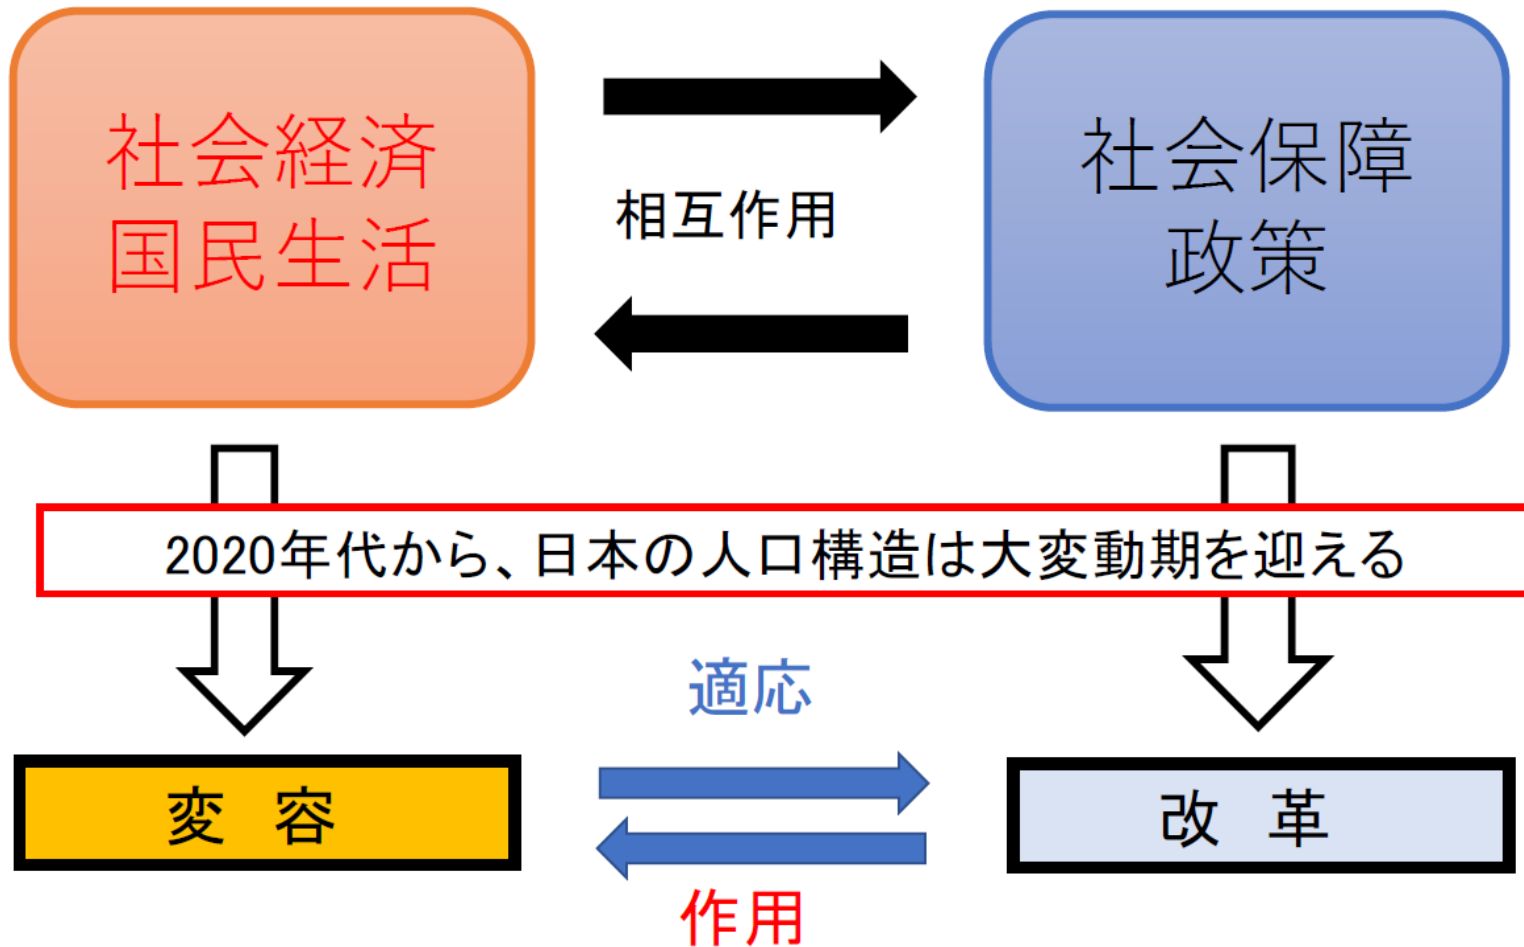 社会経済
国民生活
相互作用
社会保障
政策
2020年代から、日本の人口構造は大変動期を迎える
適応
変　容
改　革
作用